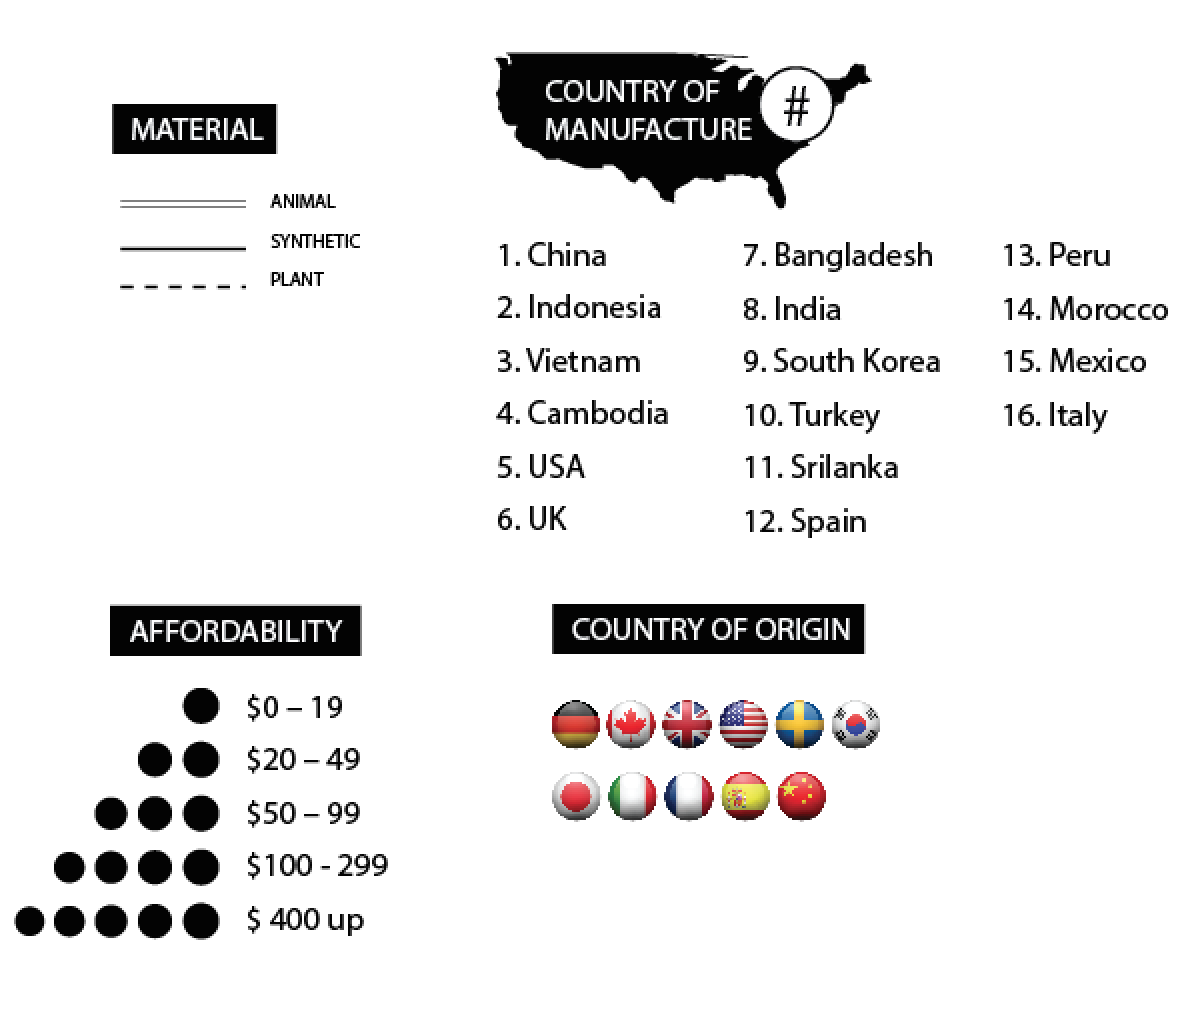 MATERIAL
ANIMAL
SYNTHETIC
PLANT
COUNTRY OF
MANUFACTURE
#
1. China
2. Indonesia
3. Vietnam
4. Cambodia
5. USA
6. UK
7. Bangladesh
8. India
9. South Korea
10. Turkey
11. Srilanka
12. Spain
13. Peru
14. Morocco
15. Mexico
16. Italy
AFFORDABILITY
$0 – 19
$20 – 49
$50 – 99
$100 - 299
$ 400 up
COUNTRY OF ORIGIN